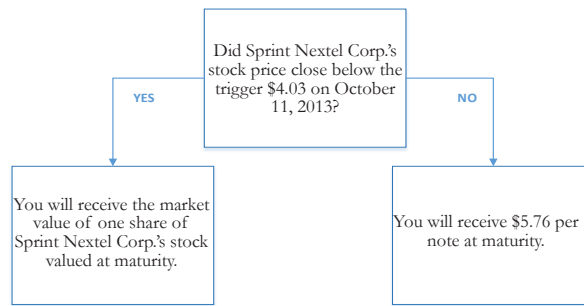 Did Sprint Nextel Corp.'s
stock price close below the
trigger $4.03 on October
11, 2013?
YES
NO
You will receive the market
value of one share of
Sprint Nextel Corp.'s stock
valued at maturity.
You will receive $5.76 per
note at maturity.